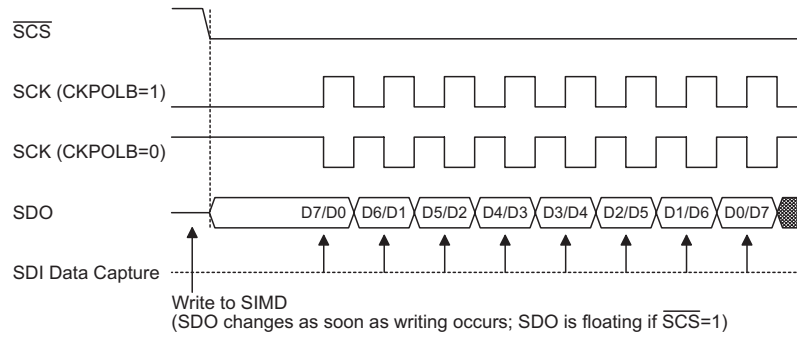 S̅C̅S̅
SCK (CKPOLB=1)
SCK (CKPOLB=0)
SDO D7/D0 D6/D1 D5/D2 D4/D3 D3/D4 D2/D5 D1/D6 D0/D7
SDI Data Capture
Write to SIMD
(SDO changes as soon as writing occurs; SDO is floating if S̅C̅S̅=1)